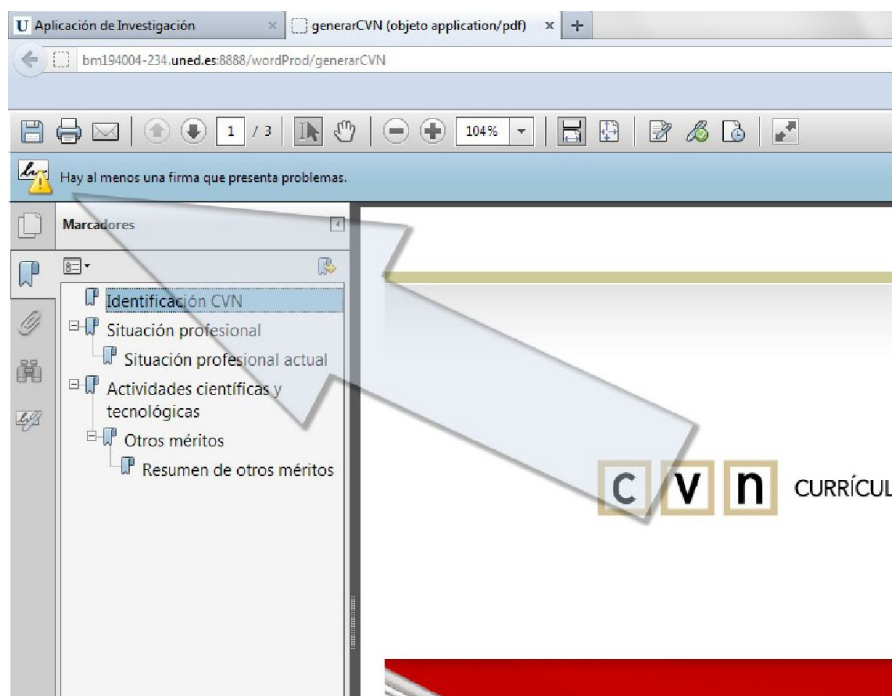 U Aplicación de Investigación
generarCVN (objeto application/pdf)
bm194004-234.uned.es:8888/wordProd/generarCVN
1 / 3
104%
Hay al menos una firma que presenta problemas.
Marcadores
Identificación CVN
Situación profesional
Situación profesional actual
Actividades científicas y
tecnológicas
Otros méritos
Resumen de otros méritos
c v n CURRÍCUL